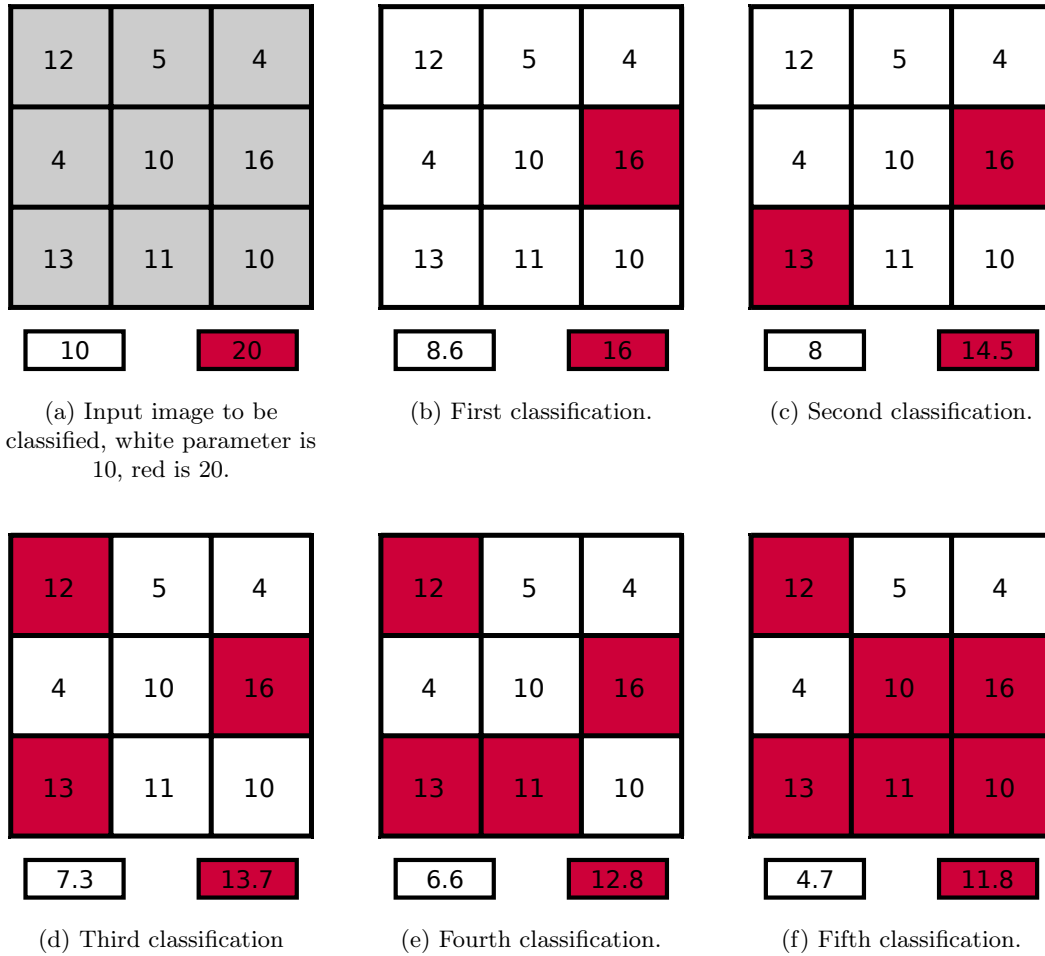 12 5 4
4 10 16
13 11 10
10 20
(a) Input image to be
classified, white parameter is
10, red is 20.
12 5 4
4 10 16
13 11 10
8.6 16
(b) First classification.
12 5 4
4 10 16
13 11 10
8 14.5
(c) Second classification.
12 5 4
4 10 16
13 11 10
7.3 13.7
(d) Third classification
12 5 4
4 10 16
13 11 10
6.6 12.8
(e) Fourth classification.
12 5 4
4 10 16
13 11 10
4.7 11.8
(f) Fifth classification.